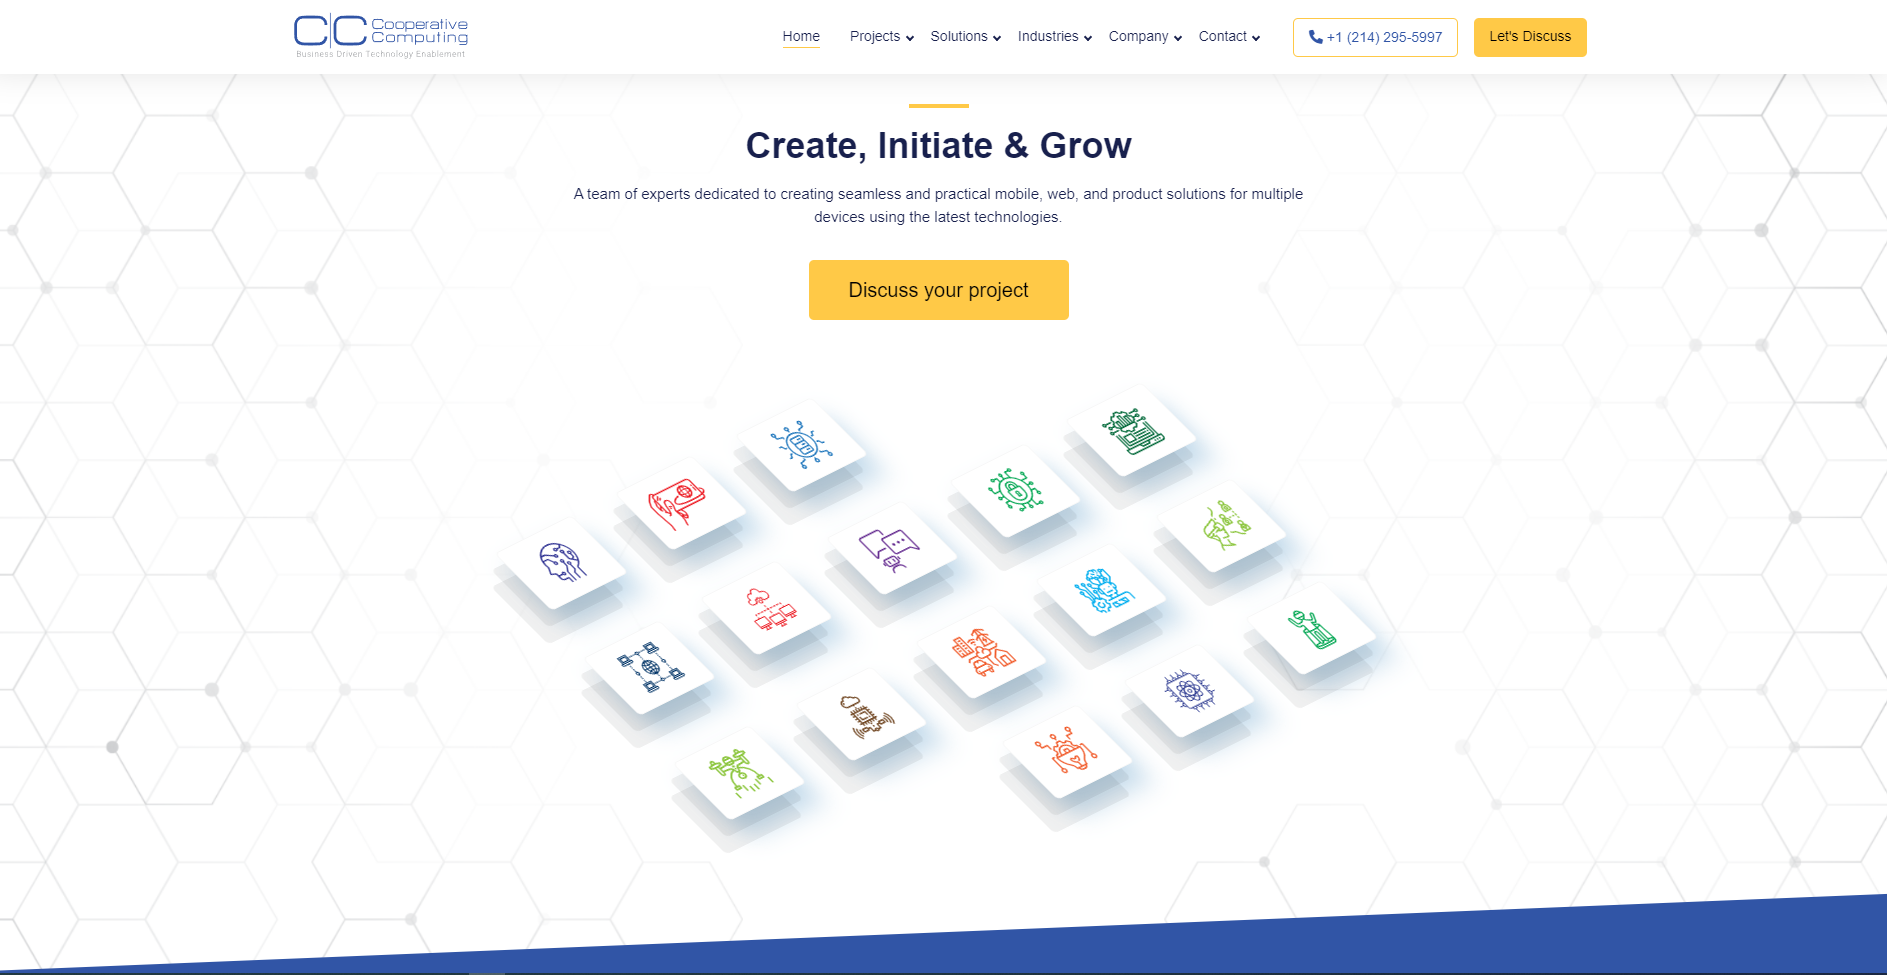 Cooperative
Computing
Business Driven Technology Enablement
Home Projects Solutions Industries Company Contact +1 (214) 295-5997 Let's Discuss
Create, Initiate & Grow
A team of experts dedicated to creating seamless and practical mobile, web, and product solutions for multiple
devices using the latest technologies.
Discuss your project